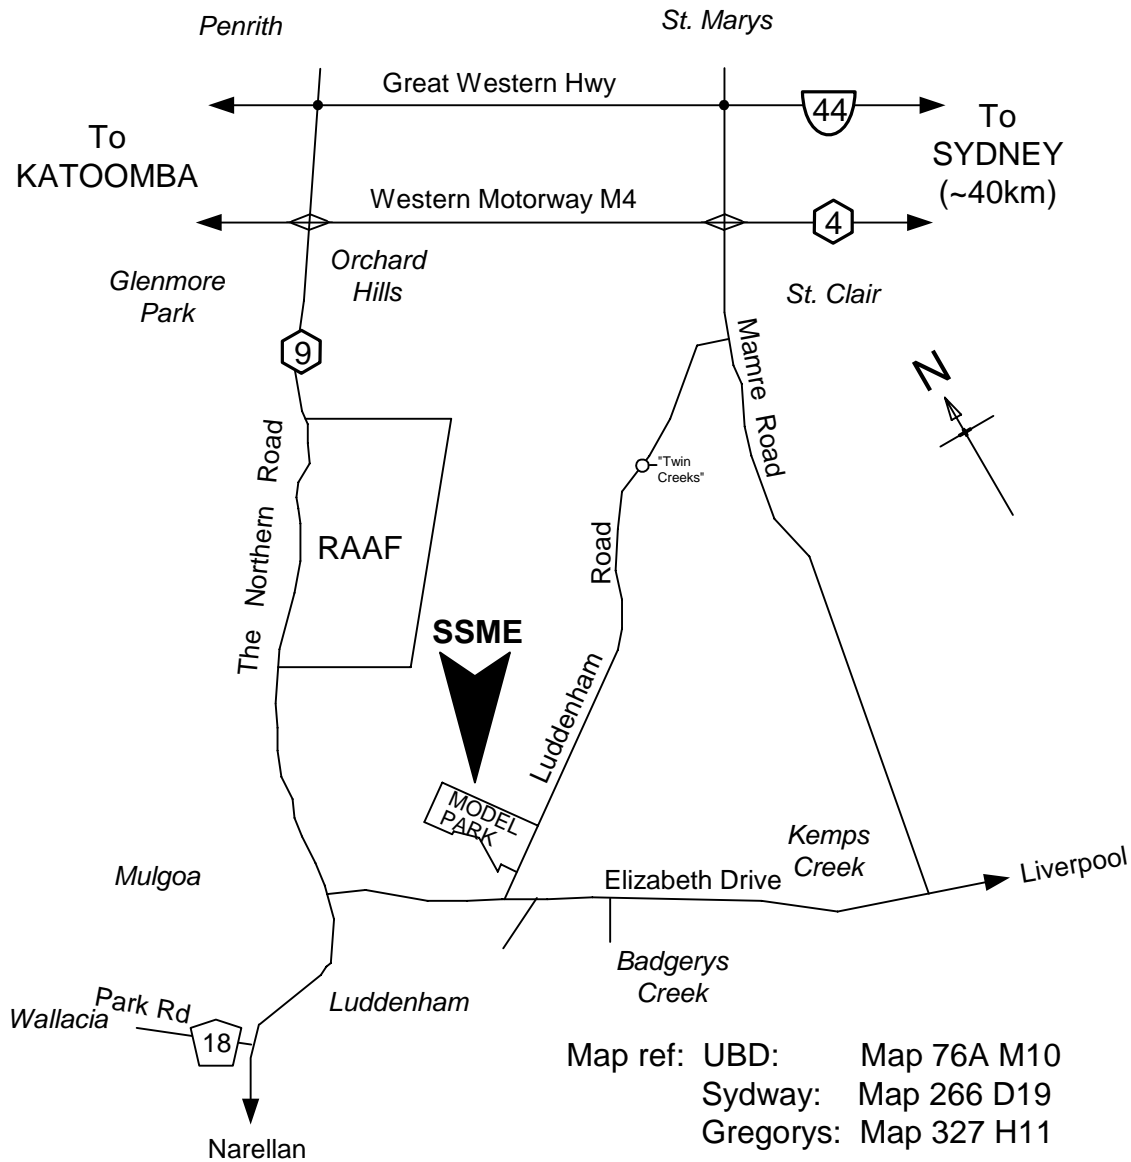 Penrith
St. Marys
Great Western Hwy
44
To
KATOOMBA
To
SYDNEY
(~40km)
Western Motorway M4
4
Glenmore
Park
Orchard
Hills
St. Clair
9
Mamre Road
N
The Northern Road
"Twin
Creeks"
RAAF
Luddenham Road
SSME
MODEL
PARK
Kemps
Creek
Mulgoa
Elizabeth Drive
Liverpool
Badgerys
Creek
Luddenham
Wallacia
Park Rd
18
Narellan
Map ref: UBD: Map 76A M10
Sydway: Map 266 D19
Gregorys: Map 327 H11